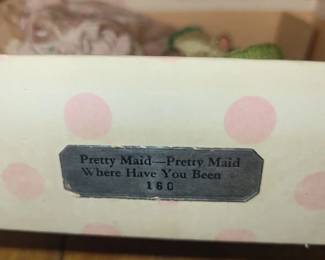 Pretty Maid—Pretty Maid
Where Have You Been
160